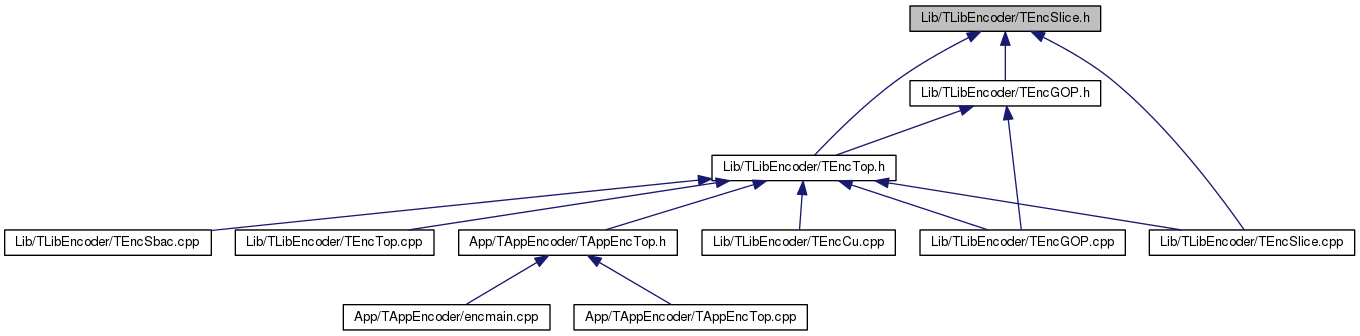 Lib/TLibEncoder/TEncSlice.h
Lib/TLibEncoder/TEncGOP.h
Lib/TLibEncoder/TEncTop.h
Lib/TLibEncoder/TEncSbac.cpp
Lib/TLibEncoder/TEncTop.cpp
App/TAppEncoder/TAppEncTop.h
Lib/TLibEncoder/TEncCu.cpp
Lib/TLibEncoder/TEncGOP.cpp
Lib/TLibEncoder/TEncSlice.cpp
App/TAppEncoder/encmain.cpp
App/TAppEncoder/TAppEncTop.cpp